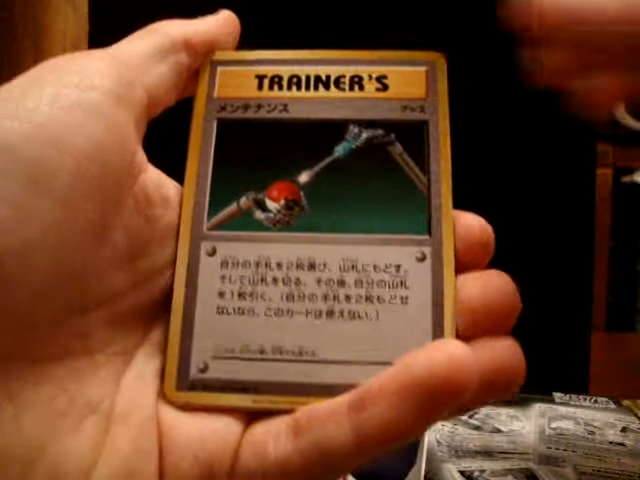 TRAINER'S
メンテナンス
グッズ
自分の手札を2枚選び、山札にもどす。
そして山札を切る。その後、自分の山札
を1枚引く。(自分の手札を2枚もどせ
ないなら、このカードは使えない。)